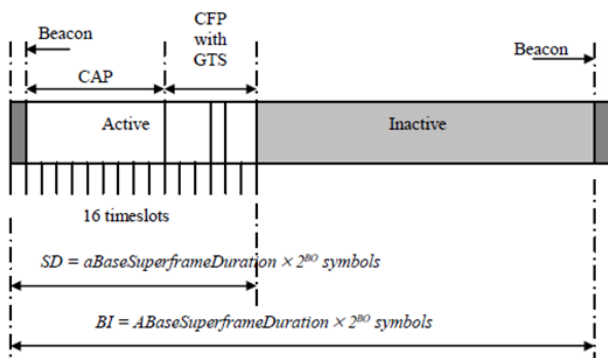 CFP
with
GTS
Beacon
Beacon
CAP
Active
Inactive
16 timeslots
SD = aBaseSuperframeDuration × 2^BO symbols
BI = ABaseSuperframeDuration × 2^BO symbols